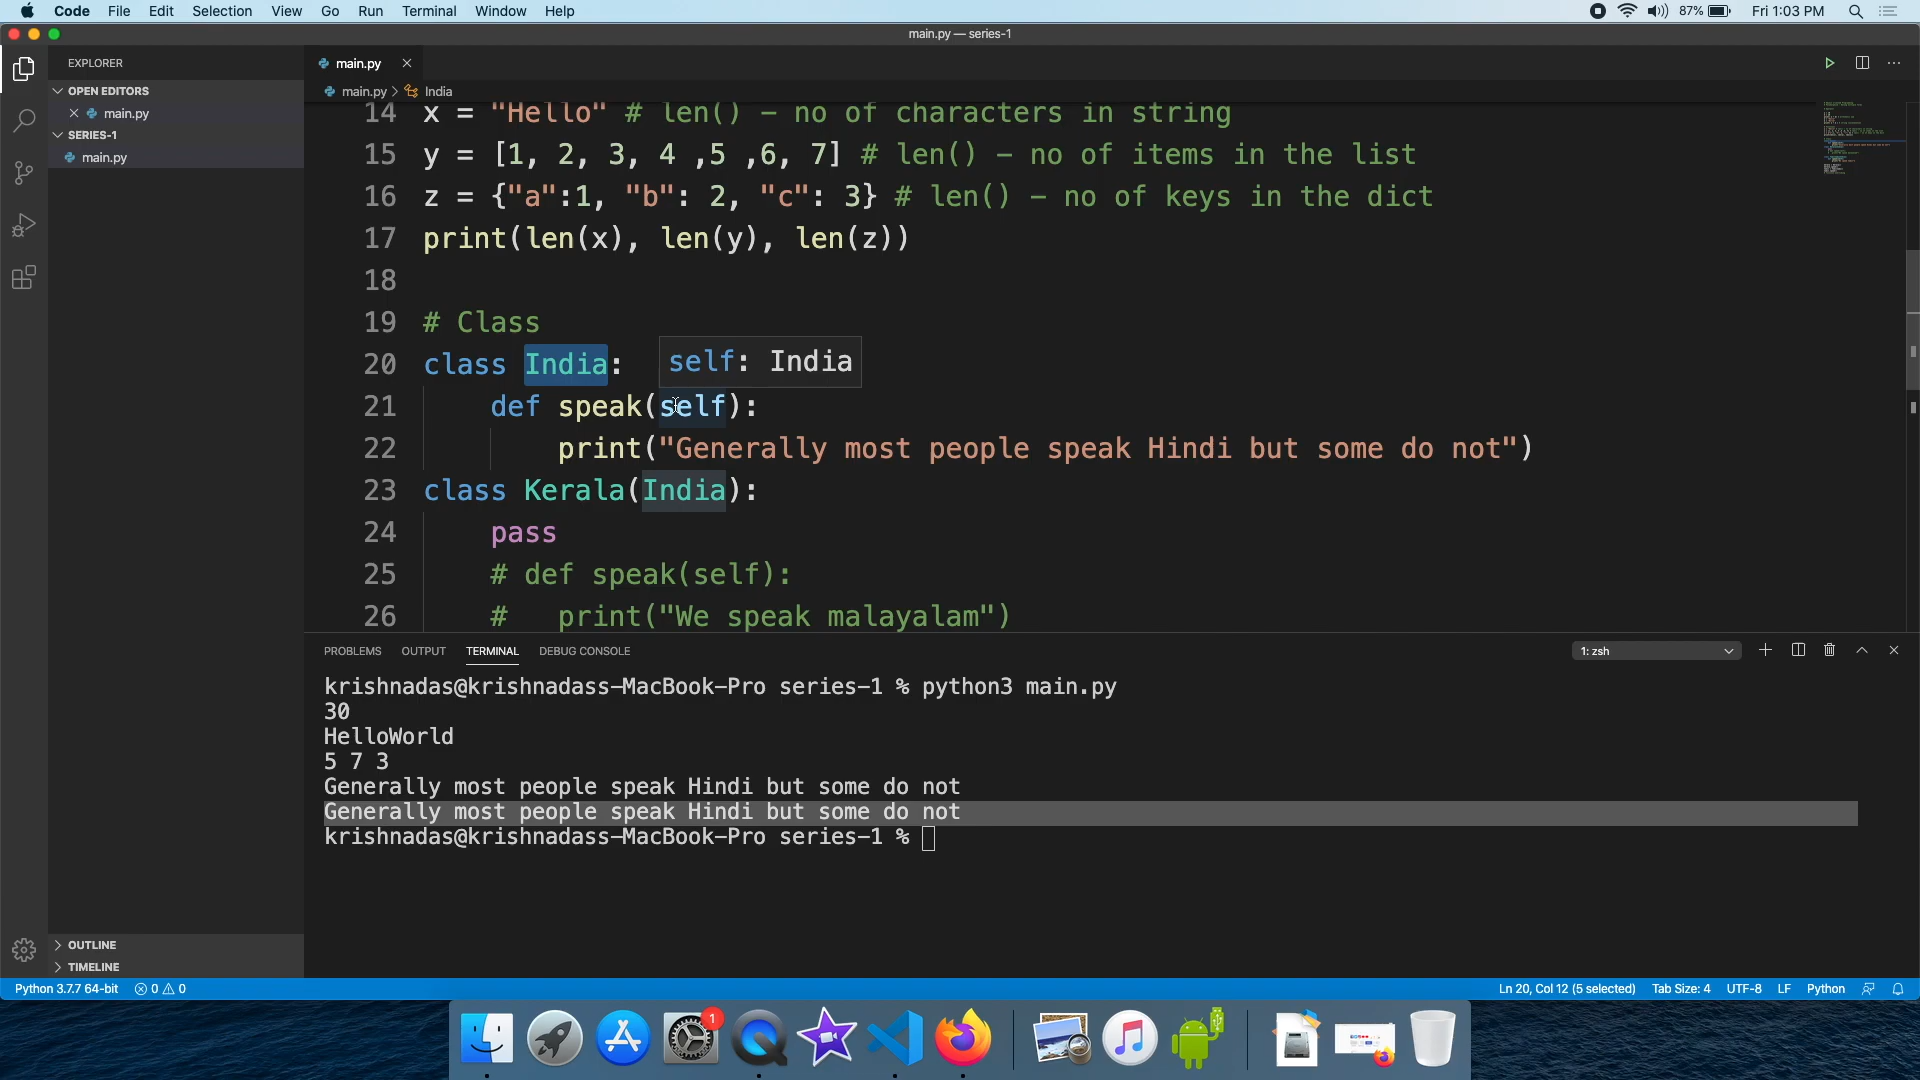 Code File Edit Selection View Go Run Terminal Window Help 87% Fri 1:03 PM
main.py — series-1
EXPLORER
main.py
OPEN EDITORS
main.py > India
main.py
SERIES-1
main.py
14 x = "Hello" # len() - no of characters in string
15 y = [1, 2, 3, 4 ,5 ,6, 7] # len() - no of items in the list
16 z = {"a":1, "b": 2, "c": 3} # len() - no of keys in the dict
17 print(len(x), len(y), len(z))
18
19 # Class
20 class India:
self: India
21 def speak(self):
22 print("Generally most people speak Hindi but some do not")
23 class Kerala(India):
24 pass
25 # def speak(self):
26 # print("We speak malayalam")
PROBLEMS OUTPUT TERMINAL DEBUG CONSOLE 1: zsh
krishnadas@krishnadass-MacBook-Pro series-1 % python3 main.py
30
HelloWorld
5 7 3
Generally most people speak Hindi but some do not
Generally most people speak Hindi but some do not
krishnadas@krishnadass-MacBook-Pro series-1 %
OUTLINE
TIMELINE
Python 3.7.7 64-bit 0 0 Ln 20, Col 12 (5 selected) Tab Size: 4 UTF-8 LF Python
1